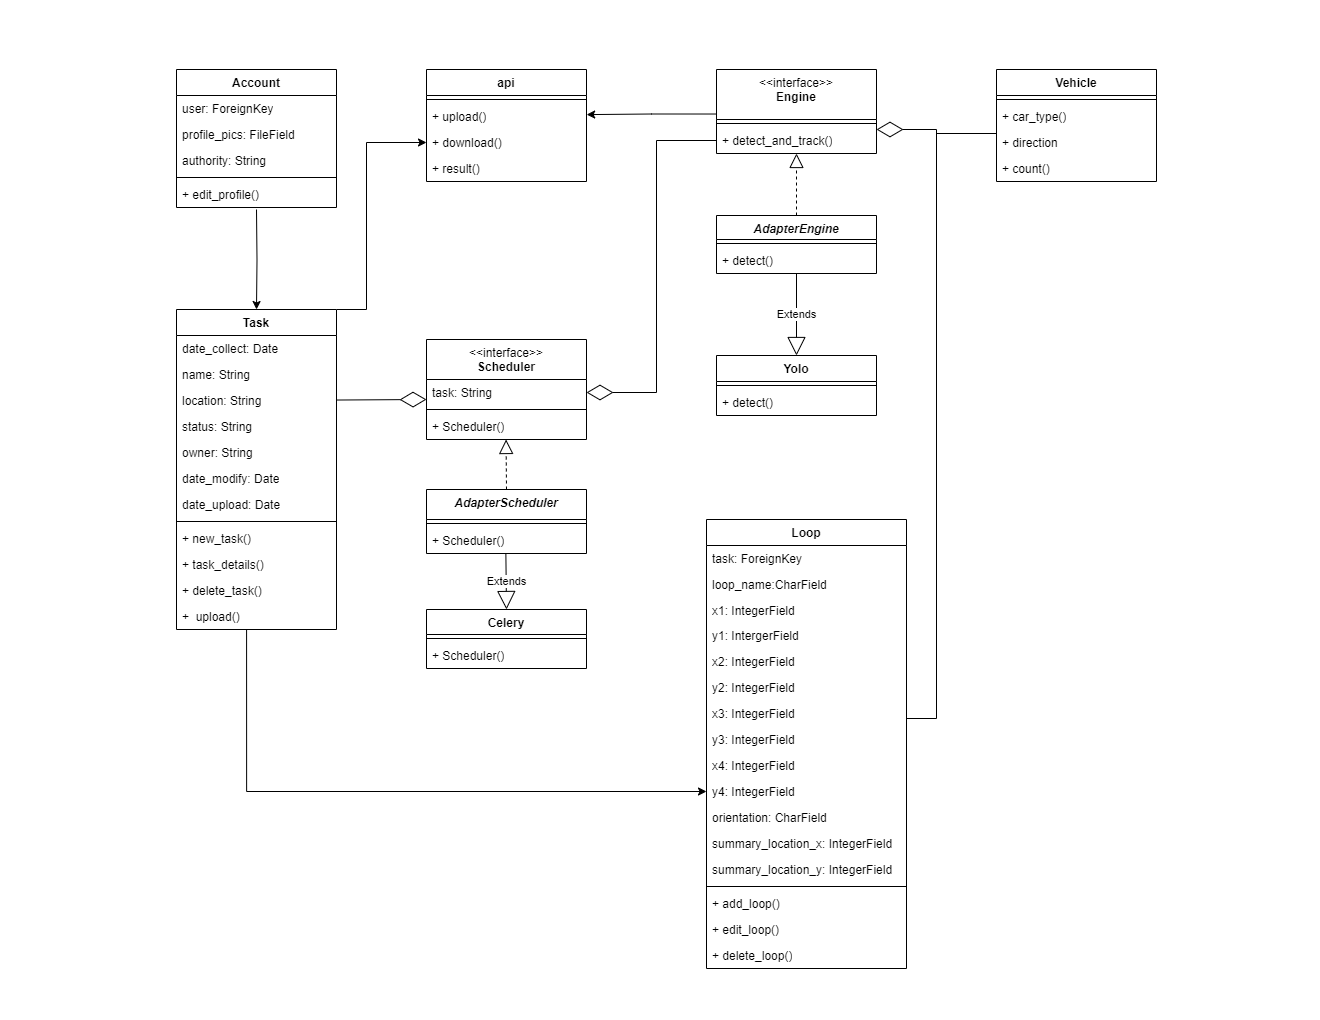 Account
user: ForeignKey
profile_pics: FileField
authority: String
+ edit_profile()
api
+ upload()
+ download()
+ result()
<<interface>>
Engine
+ detect_and_track()
Vehicle
+ car_type()
+ direction
+ count()
AdapterEngine
+ detect()
Extends
Yolo
+ detect()
Task
date_collect: Date
name: String
location: String
status: String
owner: String
date_modify: Date
date_upload: Date
+ new_task()
+ task_details()
+ delete_task()
+ upload()
<<interface>>
Scheduler
task: String
+ Scheduler()
AdapterScheduler
+ Scheduler()
Extends
Celery
+ Scheduler()
Loop
task: ForeignKey
loop_name:CharField
x1: IntegerField
y1: IntergerField
x2: IntegerField
y2: IntegerField
x3: IntegerField
y3: IntegerField
x4: IntegerField
y4: IntegerField
orientation: CharField
summary_location_x: IntegerField
summary_location_y: IntegerField
+ add_loop()
+ edit_loop()
+ delete_loop()